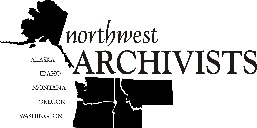 northwest
ARCHIVISTS
ALASKA
IDAHO
MONTANA
OREGON
WASHINGTON